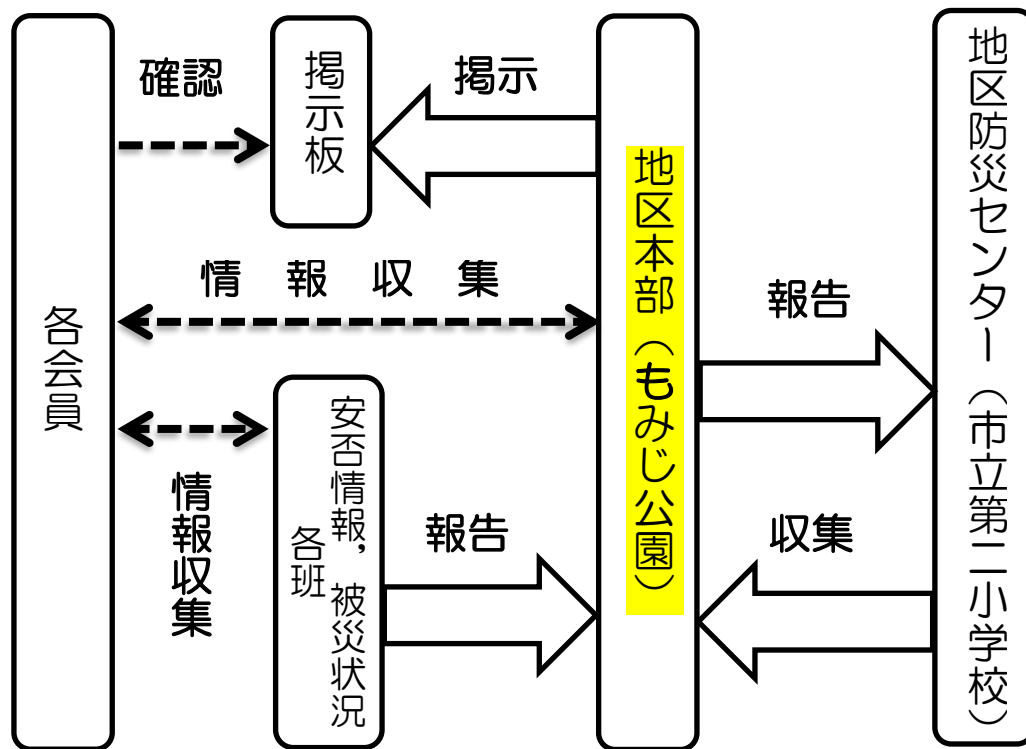 各会員
確認
掲示板
掲示
情報収集
情報収集
安否情報，被災状況
各班
報告
地区本部（もみじ公園）
報告
収集
地区防災センター（市立第二小学校）